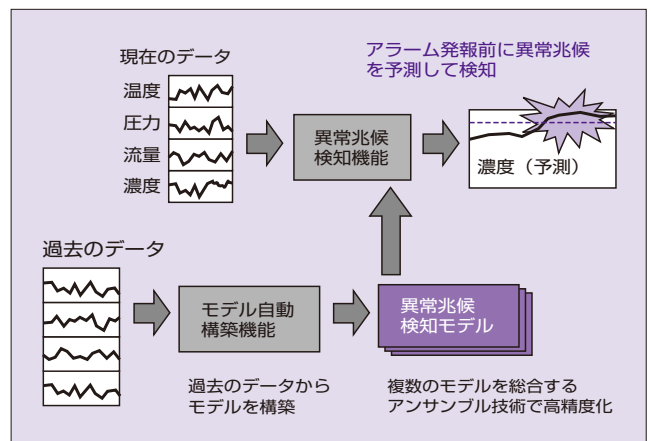 現在のデータ
アラーム発報前に異常兆候
を予測して検知
温度
圧力
流量
濃度
異常兆候
検知機能
濃度（予測）
過去のデータ
モデル自動
構築機能
異常兆候
検知モデル
過去のデータから
モデルを構築
複数のモデルを総合する
アンサンブル技術で高精度化